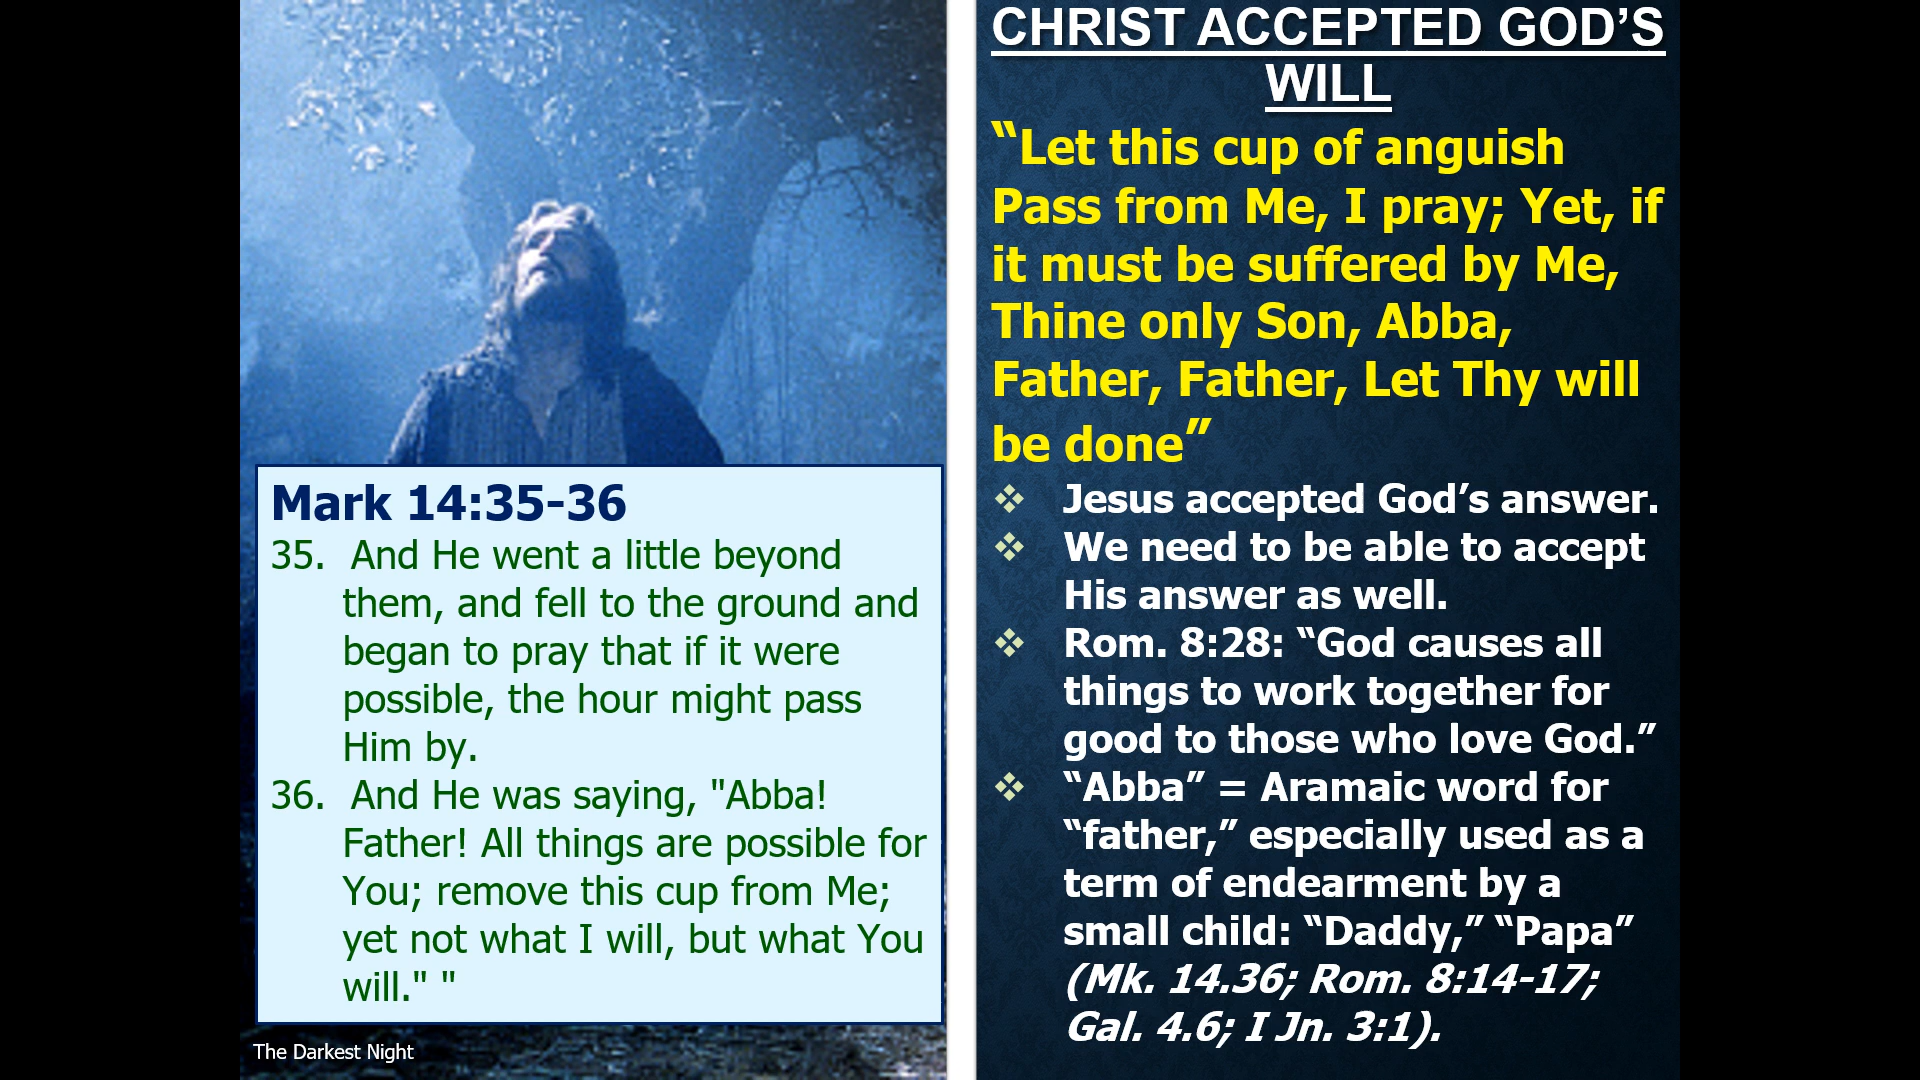 Mark 14:35-36
35. And He went a little beyond
them, and fell to the ground and
began to pray that if it were
possible, the hour might pass
Him by.
36. And He was saying, "Abba!
Father! All things are possible for
You; remove this cup from Me;
yet not what I will, but what You
will." "
The Darkest Night
CHRIST ACCEPTED GOD’S
WILL
“Let this cup of anguish
Pass from Me, I pray; Yet, if
it must be suffered by Me,
Thine only Son, Abba,
Father, Father, Let Thy will
be done”
❖ Jesus accepted God’s answer.
❖ We need to be able to accept
His answer as well.
❖ Rom. 8:28: “God causes all
things to work together for
good to those who love God.”
❖ “Abba” = Aramaic word for
“father,” especially used as a
term of endearment by a
small child: “Daddy,” “Papa”
(Mk. 14.36; Rom. 8:14-17;
Gal. 4.6; I Jn. 3:1).